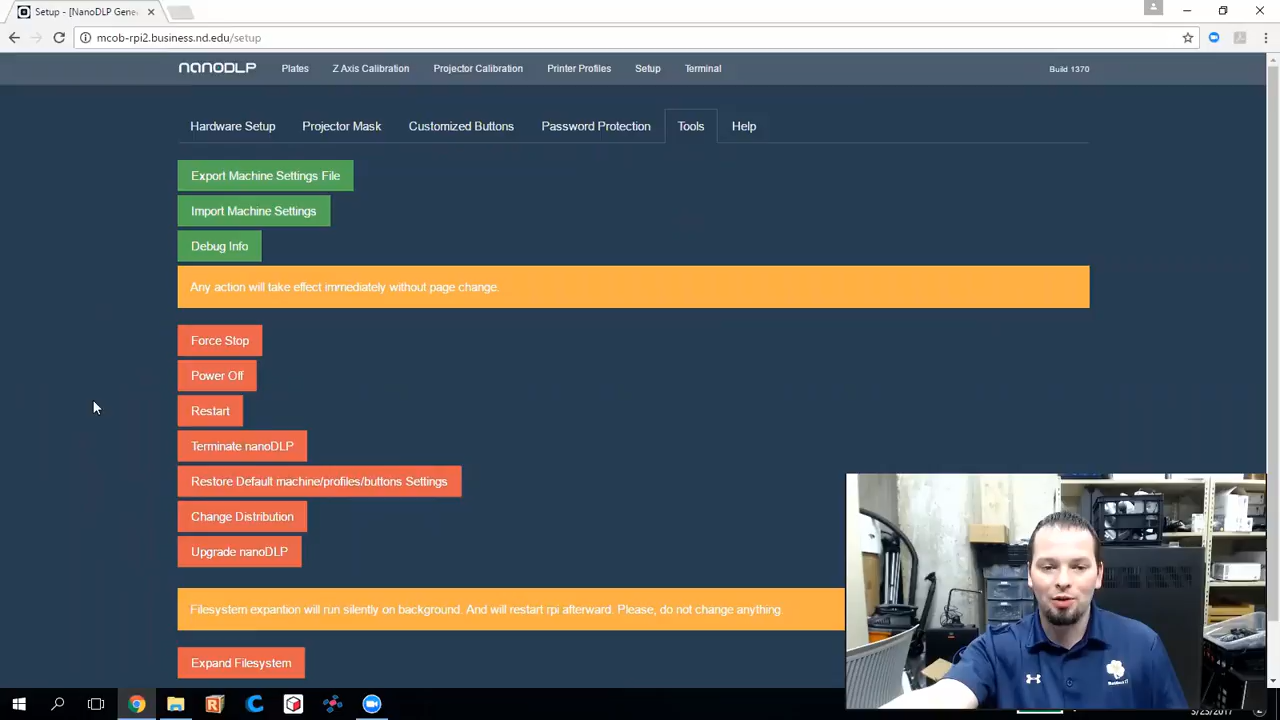 Setup - [NanoDLP Gene
mcob-rpi2.business.nd.edu/setup
nanoDLP Plates Z Axis Calibration Projector Calibration Printer Profiles Setup Terminal Build 1370
Hardware Setup Projector Mask Customized Buttons Password Protection Tools Help
Export Machine Settings File
Import Machine Settings
Debug Info
Any action will take effect immediately without page change.
Force Stop
Power Off
Restart
Terminate nanoDLP
Restore Default machine/profiles/buttons Settings
Change Distribution
Upgrade nanoDLP
Filesystem expantion will run silently on background. And will restart rpi afterward. Please, do not change anything
Expand Filesystem